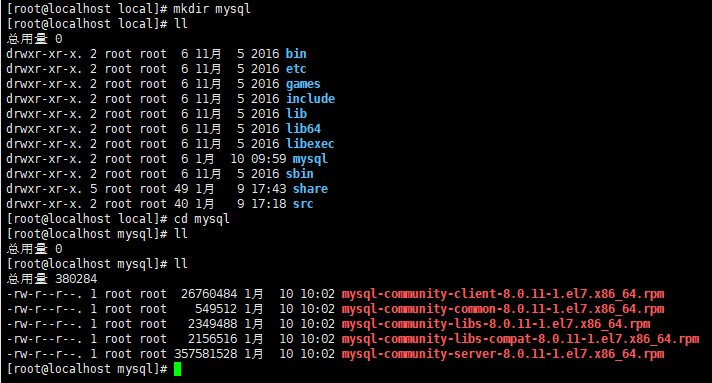 [root@localhost local]# mkdir mysql
[root@localhost local]# ll
总用量 0
drwxr-xr-x. 2 root root  6 11月  5 2016 bin
drwxr-xr-x. 2 root root  6 11月  5 2016 etc
drwxr-xr-x. 2 root root  6 11月  5 2016 games
drwxr-xr-x. 2 root root  6 11月  5 2016 include
drwxr-xr-x. 2 root root  6 11月  5 2016 lib
drwxr-xr-x. 2 root root  6 11月  5 2016 lib64
drwxr-xr-x. 2 root root  6 11月  5 2016 libexec
drwxr-xr-x. 2 root root  6 1月  10 09:59 mysql
drwxr-xr-x. 2 root root  6 11月  5 2016 sbin
drwxr-xr-x. 5 root root 49 1月   9 17:43 share
drwxr-xr-x. 2 root root 40 1月   9 17:18 src
[root@localhost local]# cd mysql
[root@localhost mysql]# ll
总用量 0
[root@localhost mysql]# ll
总用量 380284
-rw-r--r--. 1 root root  26760484 1月  10 10:02 mysql-community-client-8.0.11-1.el7.x86_64.rpm
-rw-r--r--. 1 root root    549512 1月  10 10:02 mysql-community-common-8.0.11-1.el7.x86_64.rpm
-rw-r--r--. 1 root root   2349488 1月  10 10:02 mysql-community-libs-8.0.11-1.el7.x86_64.rpm
-rw-r--r--. 1 root root   2156516 1月  10 10:02 mysql-community-libs-compat-8.0.11-1.el7.x86_64.rpm
-rw-r--r--. 1 root root 357581528 1月  10 10:02 mysql-community-server-8.0.11-1.el7.x86_64.rpm
[root@localhost mysql]#